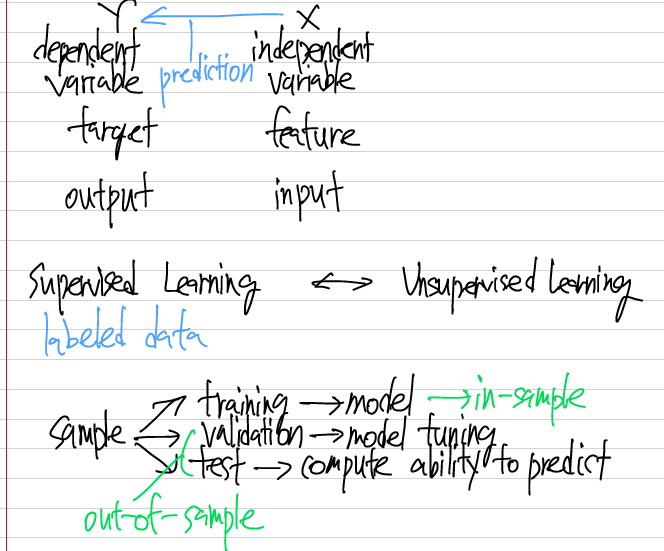 Y ← X
dependent variable prediction independent variable
target feature
output input
Supervised Learning ↔ Unsupervised Learning
labeled data
training → model → in-sample
Sample → validation → model tuning
test → compute ability to predict
out-of-sample